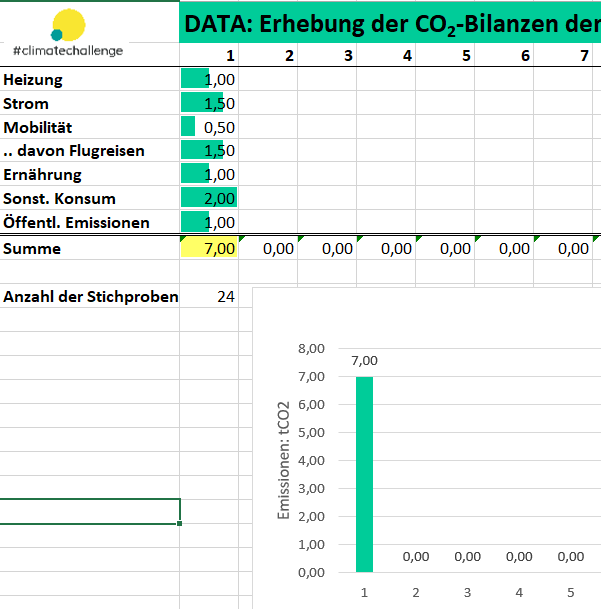 DATA: Erhebung der CO₂-Bilanzen der
#climatechallenge
1 2 3 4 5 6 7
Heizung 1,00
Strom 1,50
Mobilität 0,50
.. davon Flugreisen 1,50
Ernährung 1,00
Sonst. Konsum 2,00
Öffentl. Emissionen 1,00
Summe 7,00 0,00 0,00 0,00 0,00 0,00 0,00
Anzahl der Stichproben 24
Emissionen: tCO2
8,00
7,00
6,00
5,00
4,00
3,00
2,00
1,00
0,00
7,00 0,00 0,00 0,00 0,00
1 2 3 4 5